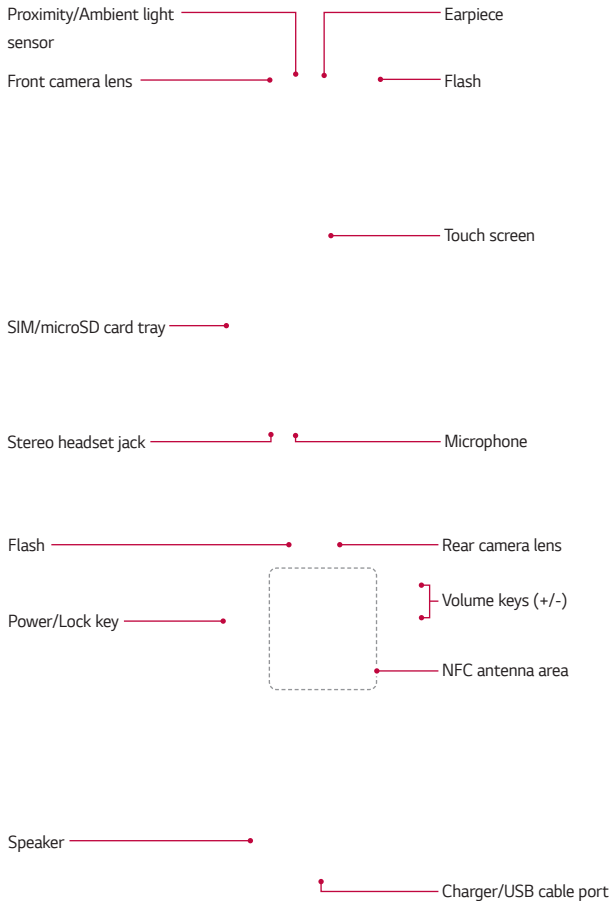 Proximity/Ambient light
sensor
Earpiece
Front camera lens
Flash
Touch screen
SIM/microSD card tray
Stereo headset jack
Microphone
Flash
Rear camera lens
Volume keys (+/-)
Power/Lock key
NFC antenna area
Speaker
Charger/USB cable port